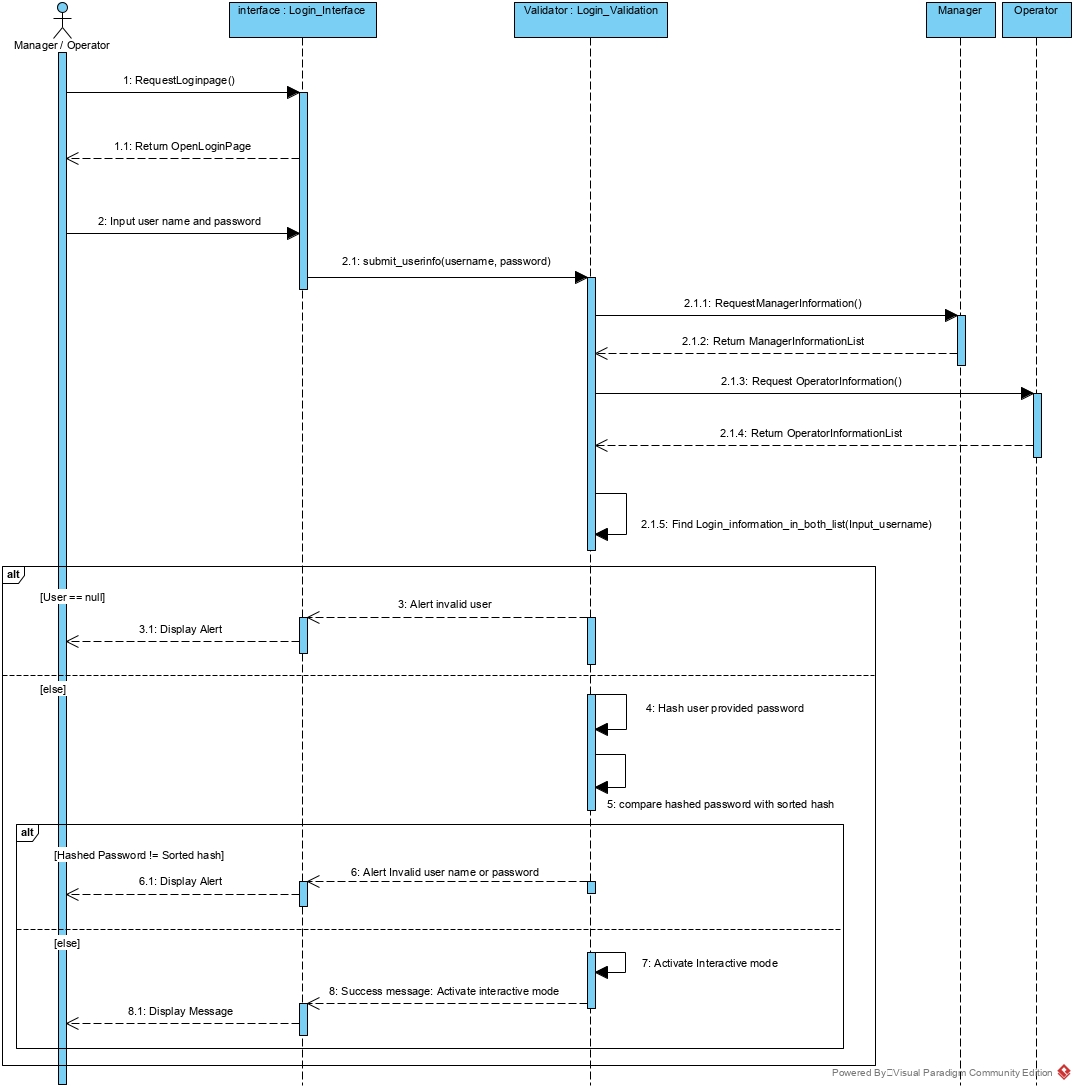 interface : Login_Interface
Validator : Login_Validation
Manager
Operator
Manager / Operator
1: RequestLoginpage()
1.1: Return OpenLoginPage
2: Input user name and password
2.1: submit_userinfo(username, password)
2.1.1: RequestManagerInformation()
2.1.2: Return ManagerInformationList
2.1.3: Request OperatorInformation()
2.1.4: Return OperatorInformationList
2.1.5: Find Login_information_in_both_list(Input_username)
alt
[User == null]
3: Alert invalid user
3.1: Display Alert
[else]
4: Hash user provided password
5: compare hashed password with sorted hash
alt
[Hashed Password != Sorted hash]
6: Alert Invalid user name or password
6.1: Display Alert
[else]
7: Activate Interactive mode
8: Success message: Activate interactive mode
8.1: Display Message
Powered By Visual Paradigm Community Edition